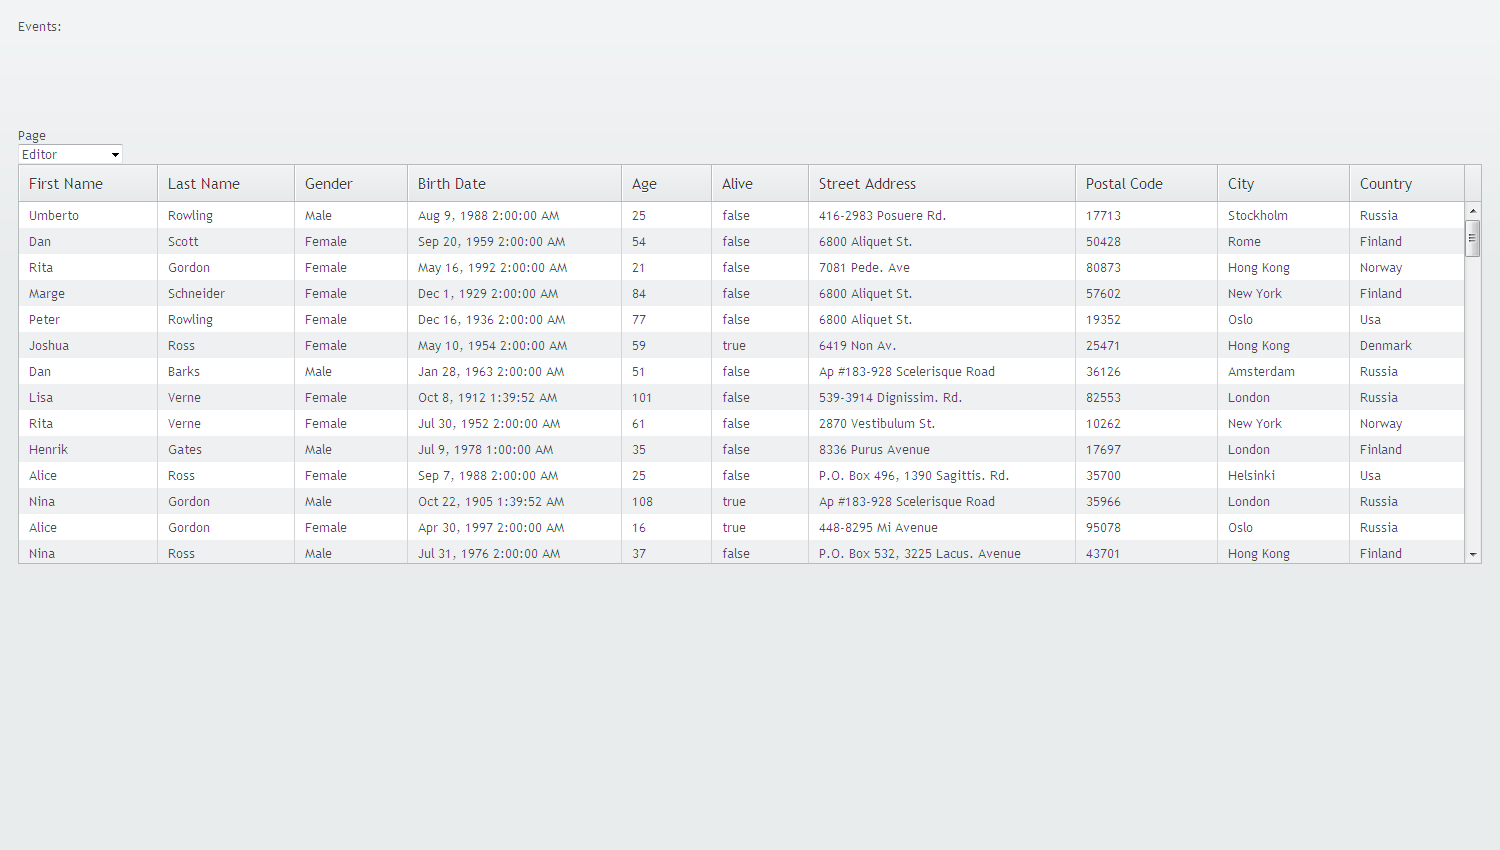 Events:
Page
Editor
First Name Last Name Gender Birth Date Age Alive Street Address Postal Code City Country
Umberto Rowling Male Aug 9, 1988 2:00:00 AM 25 false 416-2983 Posuere Rd. 17713 Stockholm Russia
Dan Scott Female Sep 20, 1959 2:00:00 AM 54 false 6800 Aliquet St. 50428 Rome Finland
Rita Gordon Female May 16, 1992 2:00:00 AM 21 false 7081 Pede. Ave 80873 Hong Kong Norway
Marge Schneider Female Dec 1, 1929 2:00:00 AM 84 false 6800 Aliquet St. 57602 New York Finland
Peter Rowling Female Dec 16, 1936 2:00:00 AM 77 false 6800 Aliquet St. 19352 Oslo Usa
Joshua Ross Female May 10, 1954 2:00:00 AM 59 true 6419 Non Av. 25471 Hong Kong Denmark
Dan Barks Male Jan 28, 1963 2:00:00 AM 51 false Ap #183-928 Scelerisque Road 36126 Amsterdam Russia
Lisa Verne Female Oct 8, 1912 1:39:52 AM 101 false 539-3914 Dignissim. Rd. 82553 London Russia
Rita Verne Female Jul 30, 1952 2:00:00 AM 61 false 2870 Vestibulum St. 10262 New York Norway
Henrik Gates Male Jul 9, 1978 1:00:00 AM 35 false 8336 Purus Avenue 17697 London Finland
Alice Ross Female Sep 7, 1988 2:00:00 AM 25 false P.O. Box 496, 1390 Sagittis. Rd. 35700 Helsinki Usa
Nina Gordon Male Oct 22, 1905 1:39:52 AM 108 true Ap #183-928 Scelerisque Road 35966 London Russia
Alice Gordon Female Apr 30, 1997 2:00:00 AM 16 true 448-8295 Mi Avenue 95078 Oslo Russia
Nina Ross Male Jul 31, 1976 2:00:00 AM 37 false P.O. Box 532, 3225 Lacus. Avenue 43701 Hong Kong Finland